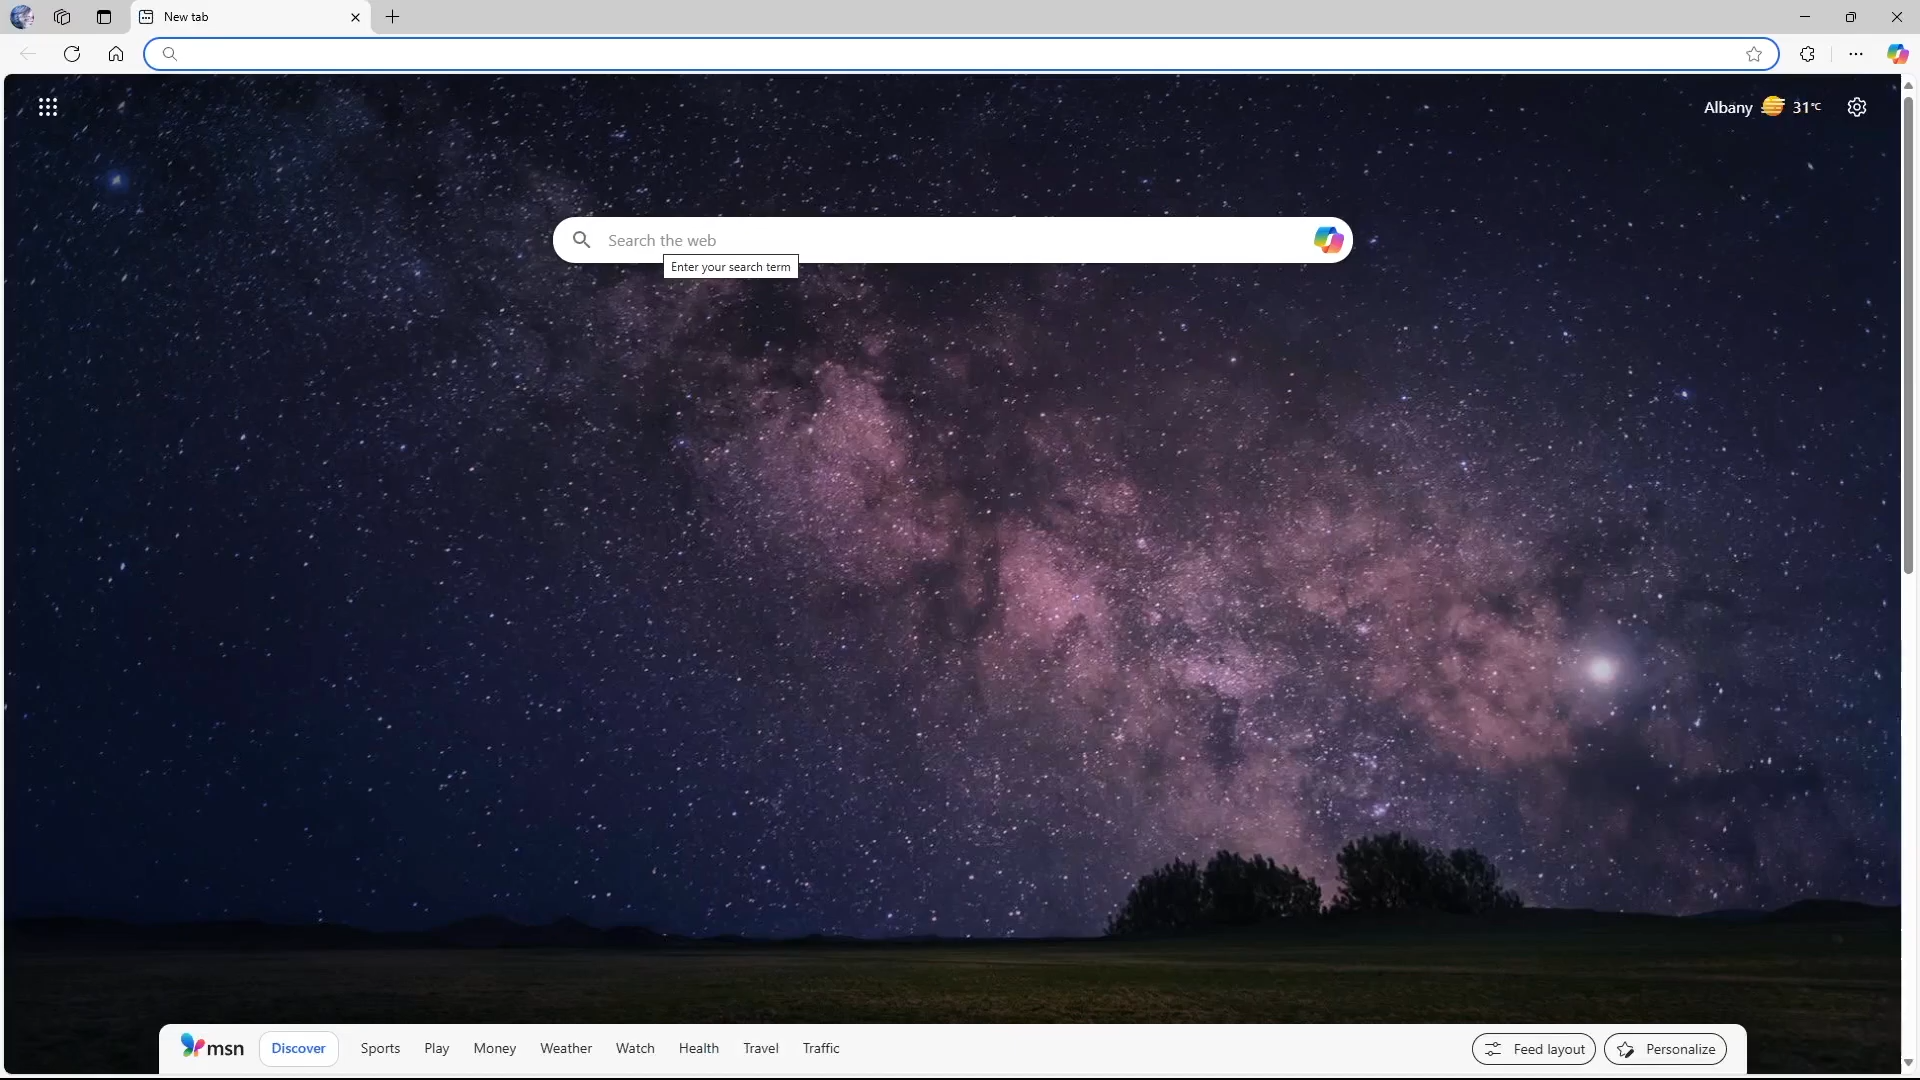 New tab
Albany 31°C
Search the web
Enter your search term
msn Discover Sports Play Money Weather Watch Health Travel Traffic Feed layout Personalize